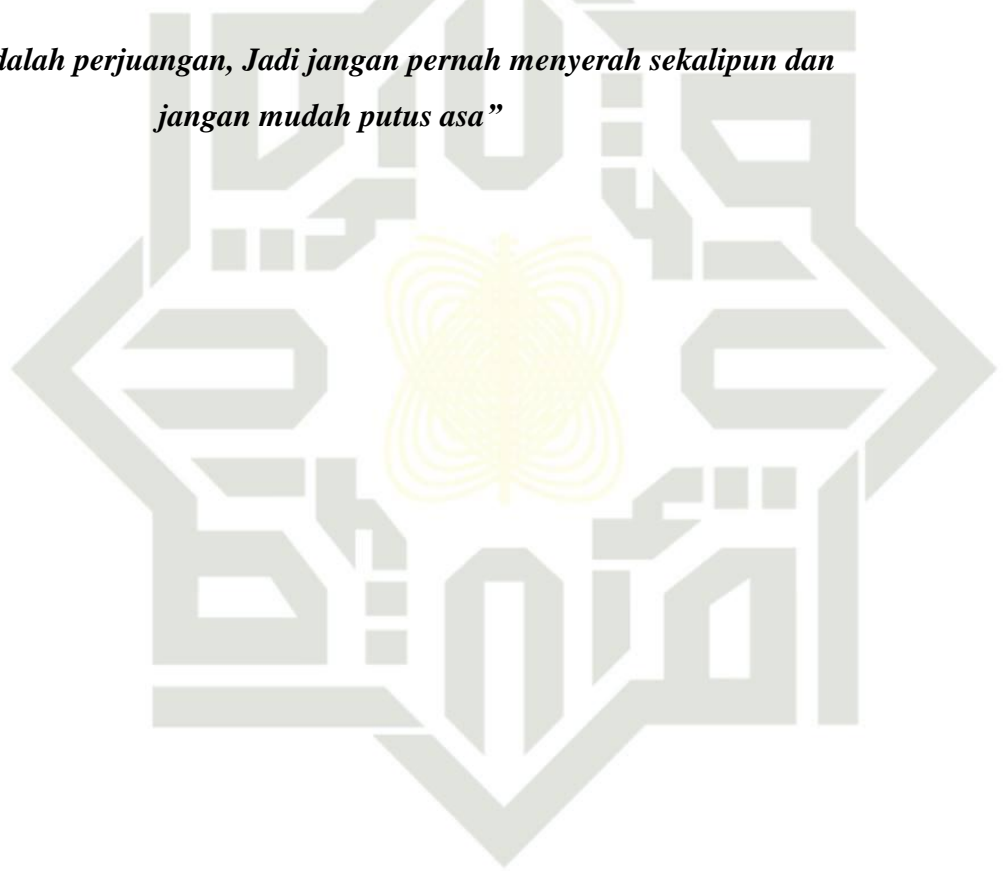 dalah perjuangan, Jadi jangan pernah menyerah sekalipun dan
jangan mudah putus asa”